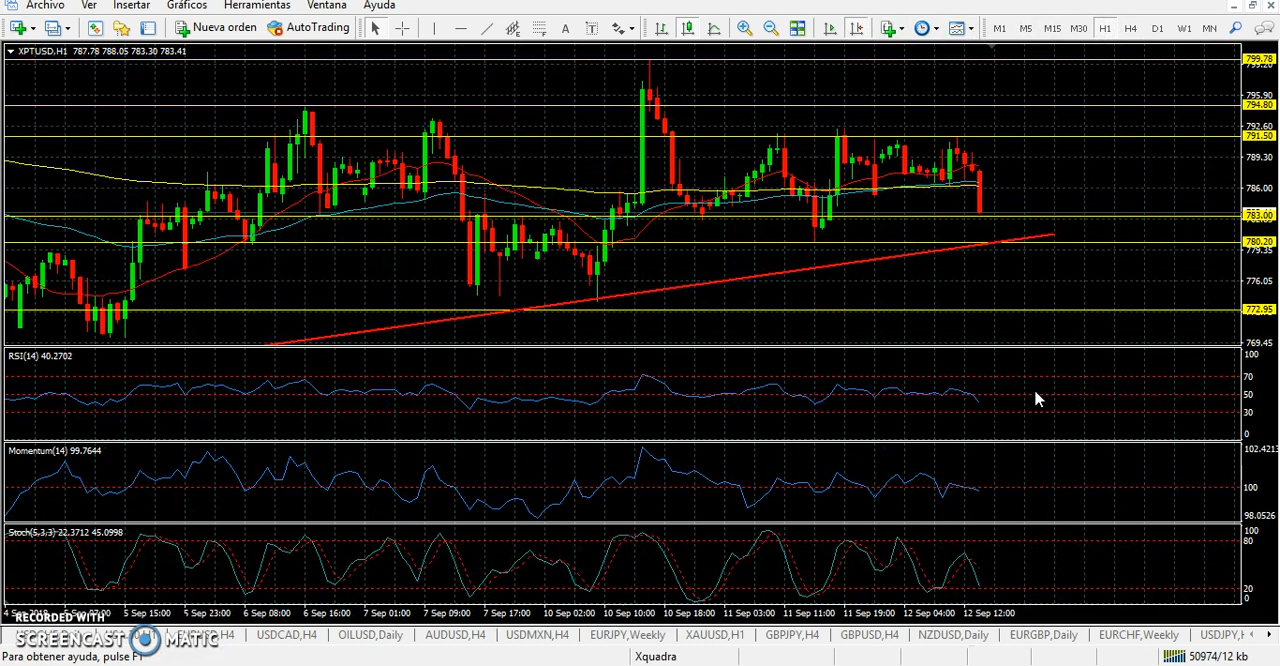 Archivo Ver Insertar Gráficos Herramientas Ventana Ayuda
Nueva orden AutoTrading M1 M5 M15 M30 H1 H4 D1 W1 MN
XPTUSD,H1 787.78 788.05 783.30 783.41
799.78
795.90
794.80
792.60
791.50
789.30
786.00
783.00
780.20
779.35
776.05
772.95
769.45
RSI(14) 40.2702
100
70
50
30
0
Momentum(14) 99.7644
102.4213
100
98.0526
Stoch(5,3,3) 22.3712 45.0998
100
80
20
0
5 Sep 15:00 5 Sep 23:00 6 Sep 08:00 6 Sep 16:00 7 Sep 01:00 7 Sep 09:00 7 Sep 17:00 10 Sep 02:00 10 Sep 10:00 10 Sep 18:00 11 Sep 03:00 11 Sep 11:00 11 Sep 19:00 12 Sep 04:00 12 Sep 12:00
RECORDED WITH
SCREENCAST MATIC
USDCAD,H4 OILUSD,Daily AUDUSD,H4 USDMXN,H4 EURJPY,Weekly XAUUSD,H1 GBPJPY,H4 GBPUSD,H4 NZDUSD,Daily EURGBP,Daily EURCHF,Weekly USDJPY,H
Para obtener ayuda, pulse F1 Xquadra 50974/12 kb